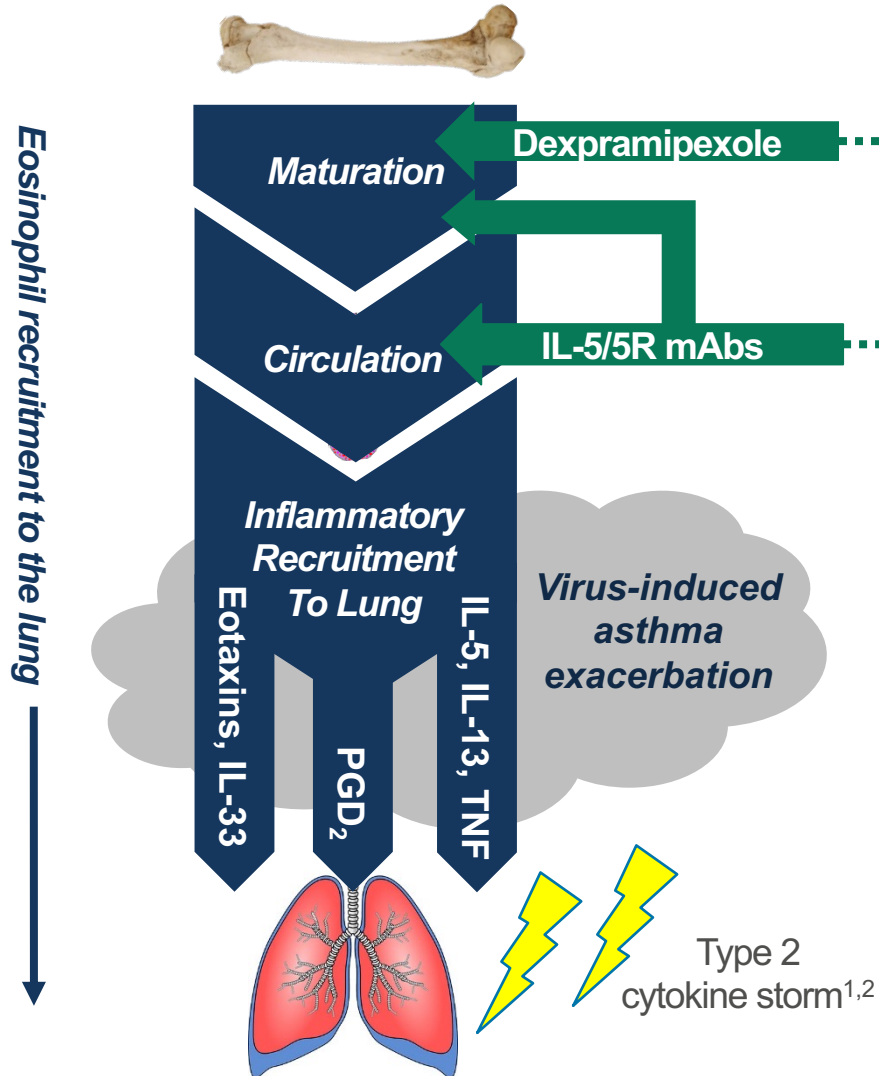 Eosinophil recruitment to the lung
Maturation
Dexpramipexole
Circulation
IL-5/5R mAbs
Inflammatory
Recruitment
To Lung
Eotaxins, IL-33
PGD₂
IL-5, IL-13, TNF
Virus-induced
asthma
exacerbation
Type 2
cytokine storm¹,²